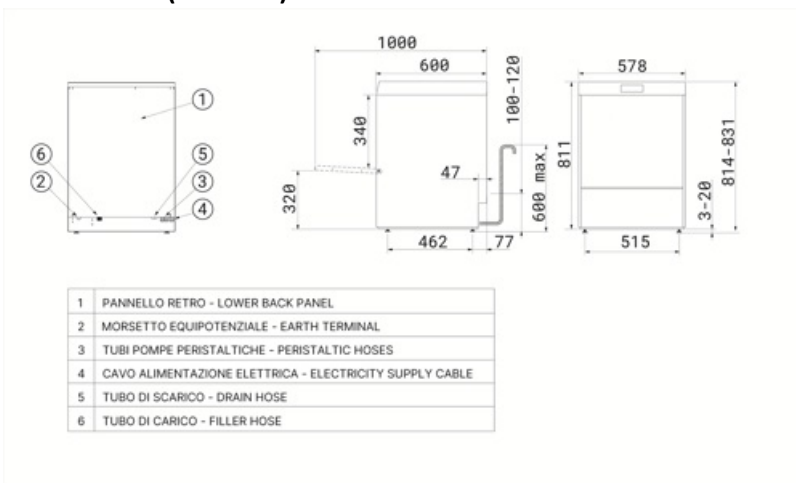 1000
600
578
100-120
1
340
811
814-831
6
5
47
600 max
2
3
320
3-20
4
462
77
515
1 PANNELLO RETRO - LOWER BACK PANEL
2 MORSETTO EQUIPOTENZIALE - EARTH TERMINAL
3 TUBI POMPE PERISTALTICHE - PERISTALTIC HOSES
4 CAVO ALIMENTAZIONE ELETTRICA - ELECTRICITY SUPPLY CABLE
5 TUBO DI SCARICO - DRAIN HOSE
6 TUBO DI CARICO - FILLER HOSE